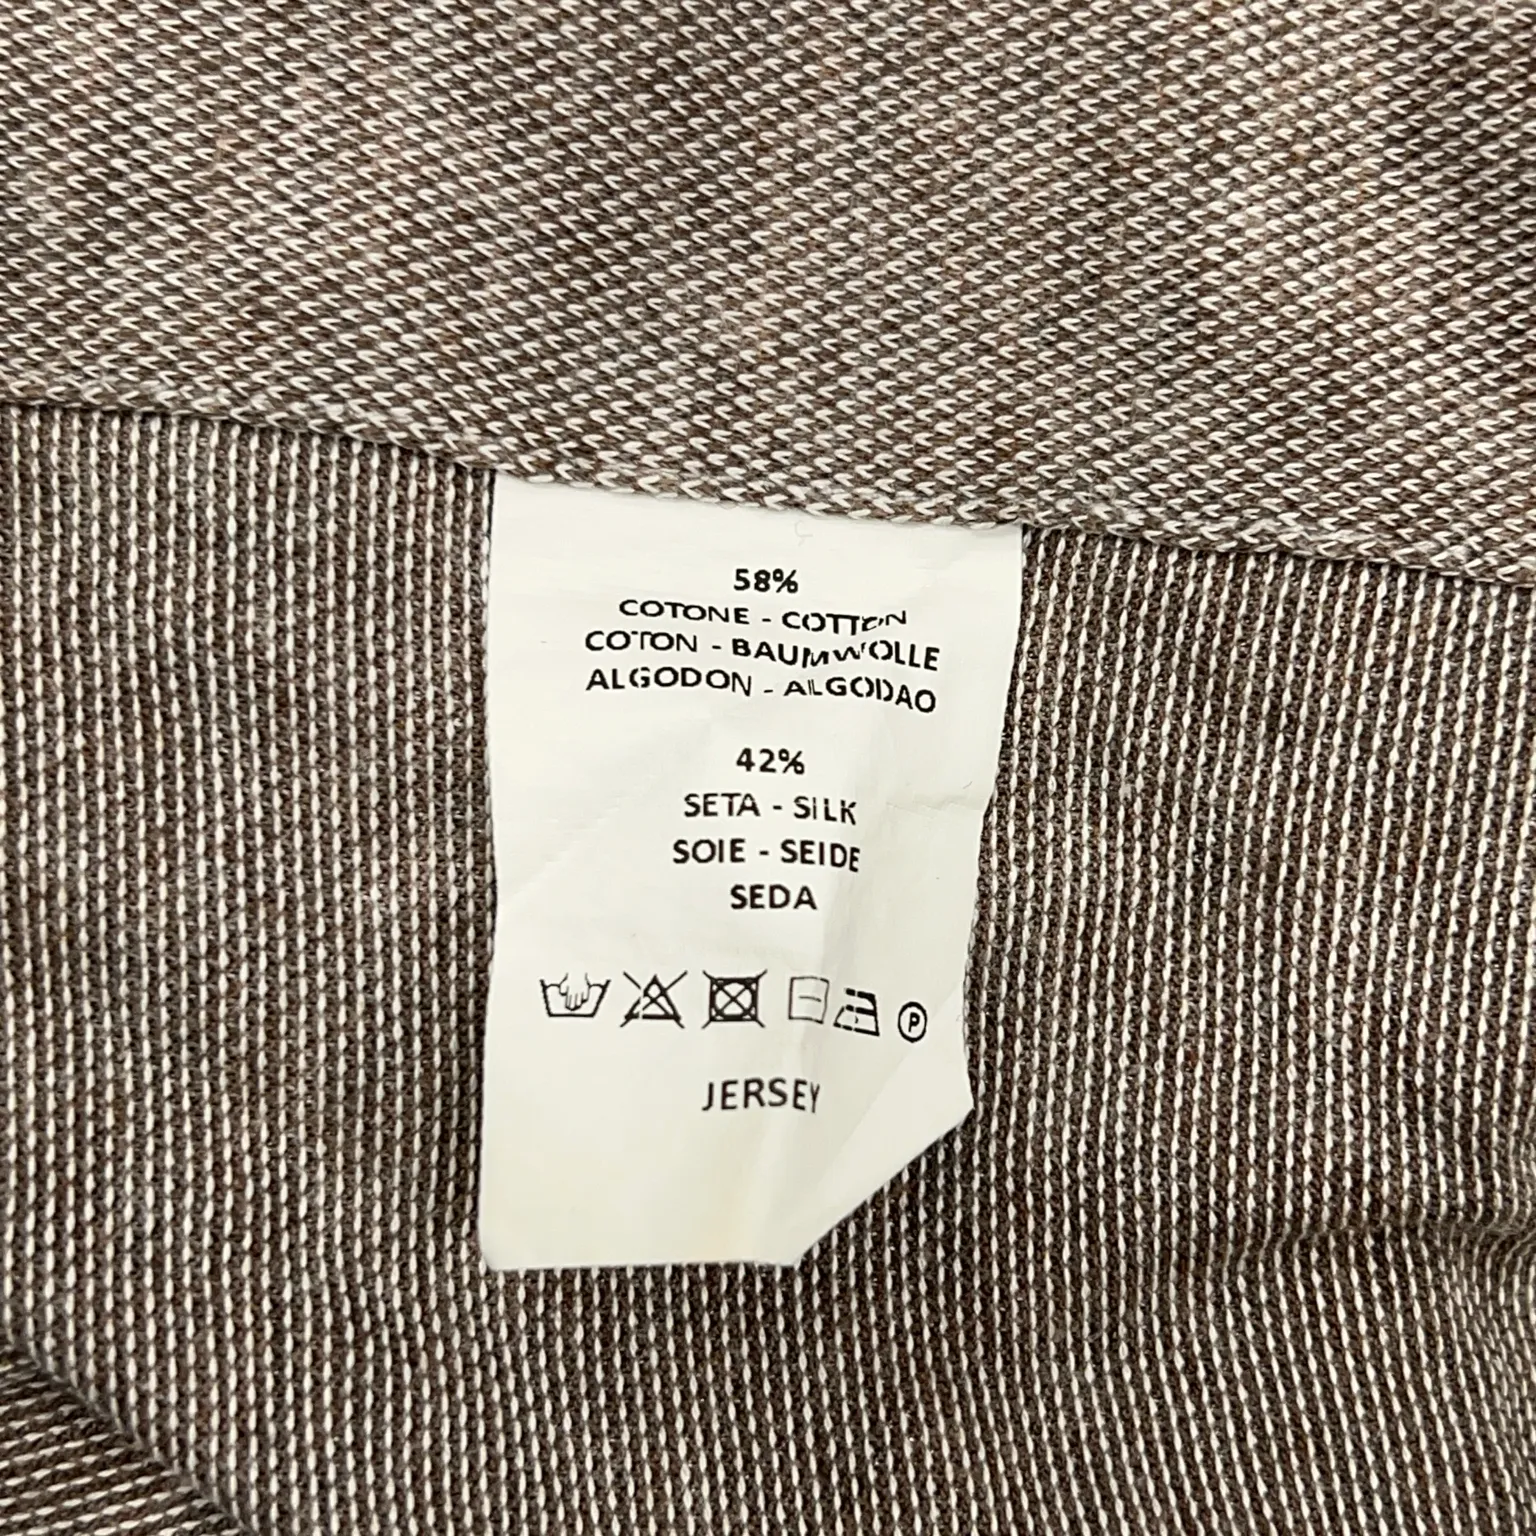 58%
COTONE - COTTON
COTON - BAUMWOLLE
ALGODON - ALGODAO
42%
SETA - SILK
SOIE - SEIDE
SEDA
P
JERSEY